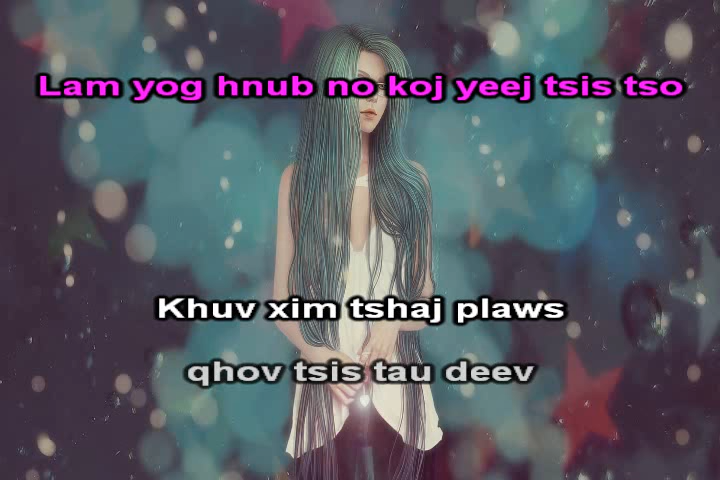 Lam yog hnub no koj yeej tsis tso
Khuv xim tshaj plaws
qhov tsis tau deev